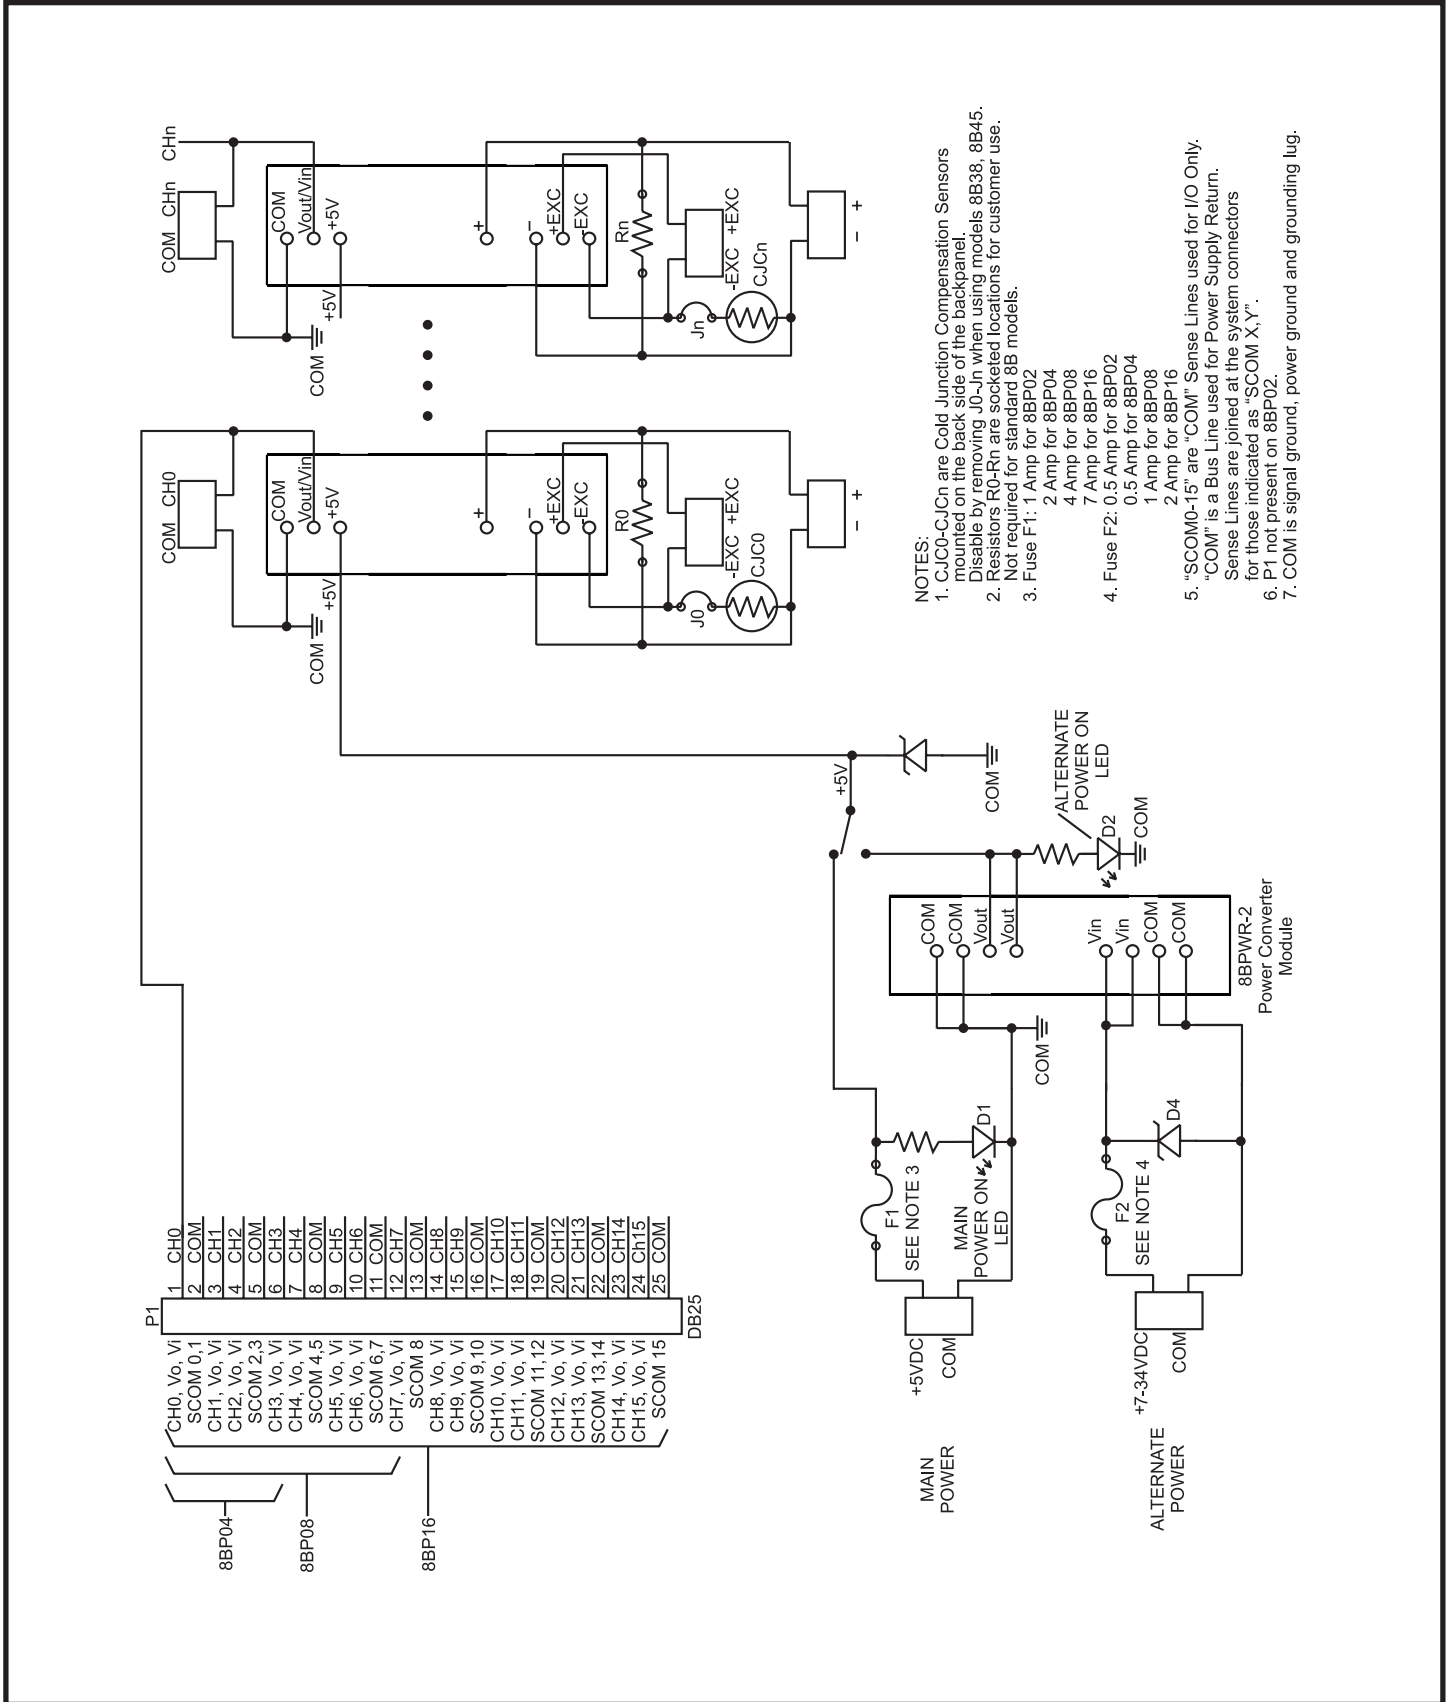 8BP04
8BP08
8BP16
CH0, Vo, Vi
SCOM 0,1
CH1, Vo, Vi
CH2, Vo, Vi
SCOM 2,3
CH3, Vo, Vi
CH4, Vo, Vi
SCOM 4,5
CH5, Vo, Vi
CH6, Vo, Vi
SCOM 6,7
CH7, Vo, Vi
SCOM 8
CH8, Vo, Vi
CH9, Vo, Vi
SCOM 9,10
CH10, Vo, Vi
CH11, Vo, Vi
SCOM 11,12
CH12, Vo, Vi
CH13, Vo, Vi
SCOM 13,14
CH14, Vo, Vi
CH15, Vo, Vi
SCOM 15
P1
DB25
1 CH0
2 COM
3 CH1
4 CH2
5 COM
6 CH3
7 CH4
8 COM
9 CH5
10 CH6
11 COM
12 CH7
13 COM
14 CH8
15 CH9
16 COM
17 CH10
18 CH11
19 COM
20 CH12
21 CH13
22 COM
23 CH14
24 Ch15
25 COM
COM CH0
COM
Vout/Vin
+5V
+5V
COM
+
−
+EXC
-EXC
R0
-EXC +EXC
J0
CJC0
− +
COM CHn
CHn
COM
Vout/Vin
+5V
+5V
COM
+
−
+EXC
-EXC
Rn
-EXC +EXC
Jn
CJCn
− +
+5V
COM
ALTERNATE
POWER ON
LED
D2
COM
COM
COM
Vout
Vout
Vin
Vin
COM
COM
8BPWR-2
Power Converter
Module
COM
MAIN
POWER
+5VDC
COM
F1
SEE NOTE 3
MAIN
POWER ON
LED
D1
ALTERNATE
POWER
+7-34VDC
COM
F2
SEE NOTE 4
D4
NOTES:
1. CJC0-CJCn are Cold Junction Compensation Sensors
mounted on the back side of the backpanel.
Disable by removing J0-Jn when using models 8B38, 8B45.
2. Resistors R0-Rn are socketed locations for customer use.
Not required for standard 8B models.
3. Fuse F1: 1 Amp for 8BP02
2 Amp for 8BP04
4 Amp for 8BP08
7 Amp for 8BP16
4. Fuse F2: 0.5 Amp for 8BP02
0.5 Amp for 8BP04
1 Amp for 8BP08
2 Amp for 8BP16
5. “SCOM0-15” are “COM” Sense Lines used for I/O Only.
“COM” is a Bus Line used for Power Supply Return.
Sense Lines are joined at the system connectors
for those indicated as “SCOM X,Y”.
6. P1 not present on 8BP02.
7. COM is signal ground, power ground and grounding lug.